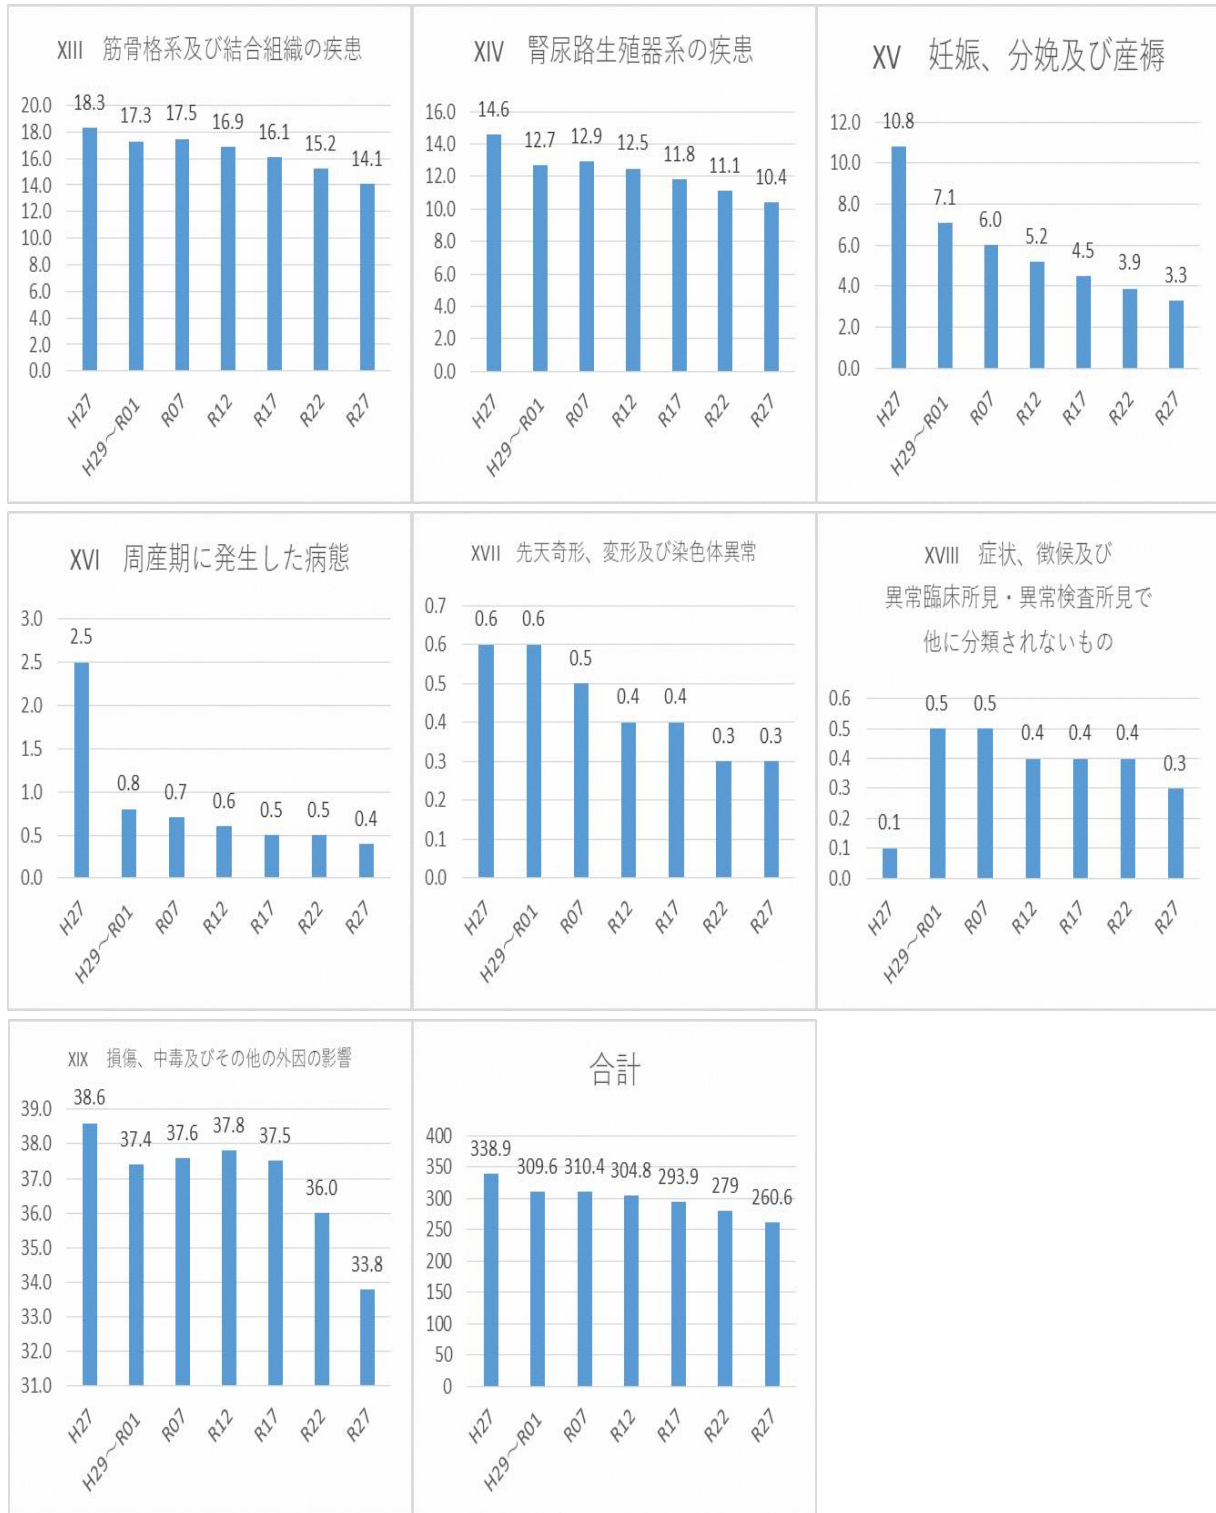 XIII 筋骨格系及び結合組織の疾患
20.0
18.0
16.0
14.0
12.0
10.0
8.0
6.0
4.0
2.0
0.0
18.3
17.3
17.5
16.9
16.1
15.2
14.1
H27
H29～R01
R07
R12
R17
R22
R27
XIV 腎尿路生殖器系の疾患
16.0
14.0
12.0
10.0
8.0
6.0
4.0
2.0
0.0
14.6
12.7
12.9
12.5
11.8
11.1
10.4
H27
H29～R01
R07
R12
R17
R22
R27
XV 妊娠、分娩及び産褥
12.0
10.0
8.0
6.0
4.0
2.0
0.0
10.8
7.1
6.0
5.2
4.5
3.9
3.3
H27
H29～R01
R07
R12
R17
R22
R27
XVI 周産期に発生した病態
3.0
2.5
2.0
1.5
1.0
0.5
0.0
2.5
0.8
0.7
0.6
0.5
0.5
0.4
H27
H29～R01
R07
R12
R17
R22
R27
XVII 先天奇形、変形及び染色体異常
0.7
0.6
0.5
0.4
0.3
0.2
0.1
0.0
0.6
0.6
0.5
0.4
0.4
0.3
0.3
H27
H29～R01
R07
R12
R17
R22
R27
XVIII 症状、徴候及び
異常臨床所見・異常検査所見で
他に分類されないもの
0.6
0.5
0.4
0.3
0.2
0.1
0.0
0.1
0.5
0.5
0.4
0.4
0.4
0.3
H27
H29～R01
R07
R12
R17
R22
R27
XIX 損傷、中毒及びその他の外因の影響
39.0
38.0
37.0
36.0
35.0
34.0
33.0
32.0
31.0
38.6
37.4
37.6
37.8
37.5
36.0
33.8
H27
H29～R01
R07
R12
R17
R22
R27
合計
400
350
300
250
200
150
100
50
0
338.9
309.6
310.4
304.8
293.9
279
260.6
H27
H29～R01
R07
R12
R17
R22
R27